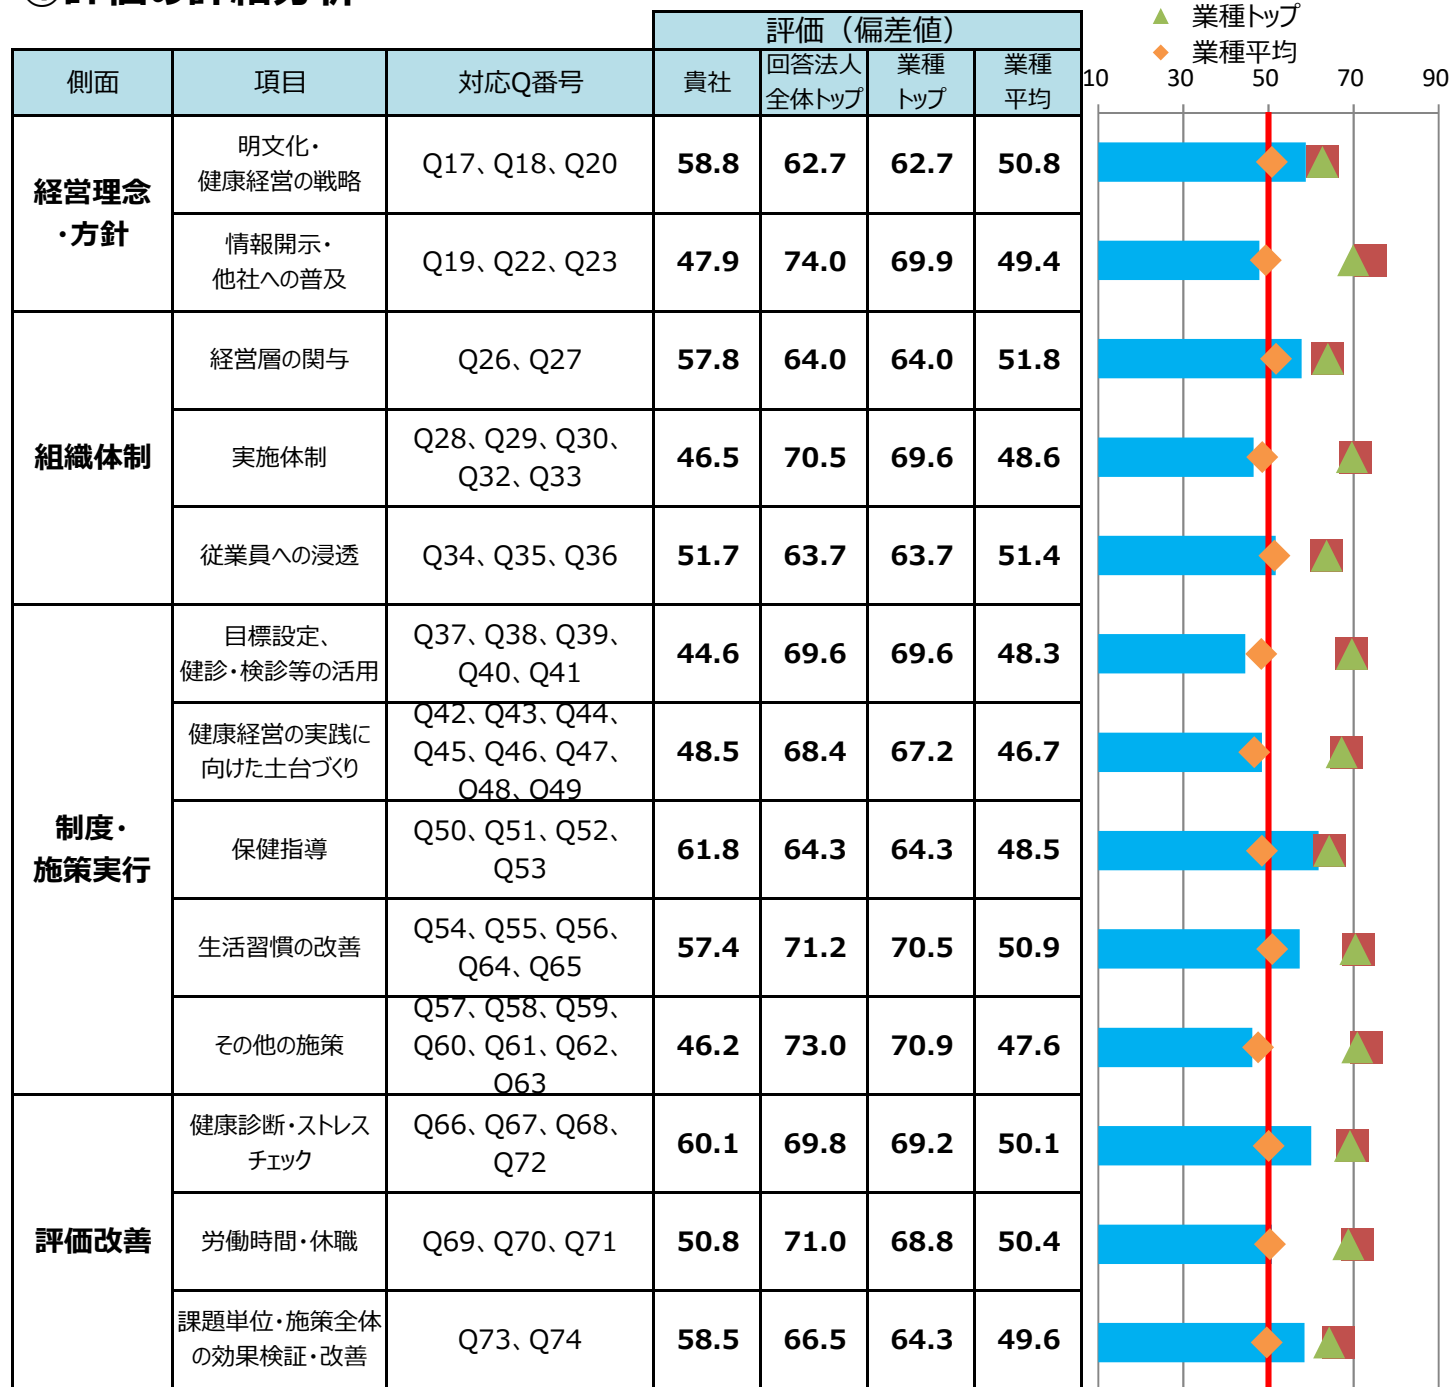 ▲ 業種トップ
◆ 業種平均
評価（偏差値）
側面 項目 対応Q番号 貴社 回答法人全体トップ 業種トップ 業種平均 10 30 50 70 90
経営理念
・方針
明文化・
健康経営の戦略
Q17、Q18、Q20 58.8 62.7 62.7 50.8
情報開示・
他社への普及
Q19、Q22、Q23 47.9 74.0 69.9 49.4
組織体制
経営層の関与 Q26、Q27 57.8 64.0 64.0 51.8
実施体制
Q28、Q29、Q30、
Q32、Q33
46.5 70.5 69.6 48.6
従業員への浸透 Q34、Q35、Q36 51.7 63.7 63.7 51.4
制度・
施策実行
目標設定、
健診・検診等の活用
Q37、Q38、Q39、
Q40、Q41
44.6 69.6 69.6 48.3
健康経営の実践に
向けた土台づくり
Q42、Q43、Q44、
Q45、Q46、Q47、
Q48、Q49
48.5 68.4 67.2 46.7
保健指導
Q50、Q51、Q52、
Q53
61.8 64.3 64.3 48.5
生活習慣の改善
Q54、Q55、Q56、
Q64、Q65
57.4 71.2 70.5 50.9
その他の施策
Q57、Q58、Q59、
Q60、Q61、Q62、
Q63
46.2 73.0 70.9 47.6
評価改善
健康診断・ストレス
チェック
Q66、Q67、Q68、
Q72
60.1 69.8 69.2 50.1
労働時間・休職 Q69、Q70、Q71 50.8 71.0 68.8 50.4
課題単位・施策全体
の効果検証・改善
Q73、Q74 58.5 66.5 64.3 49.6